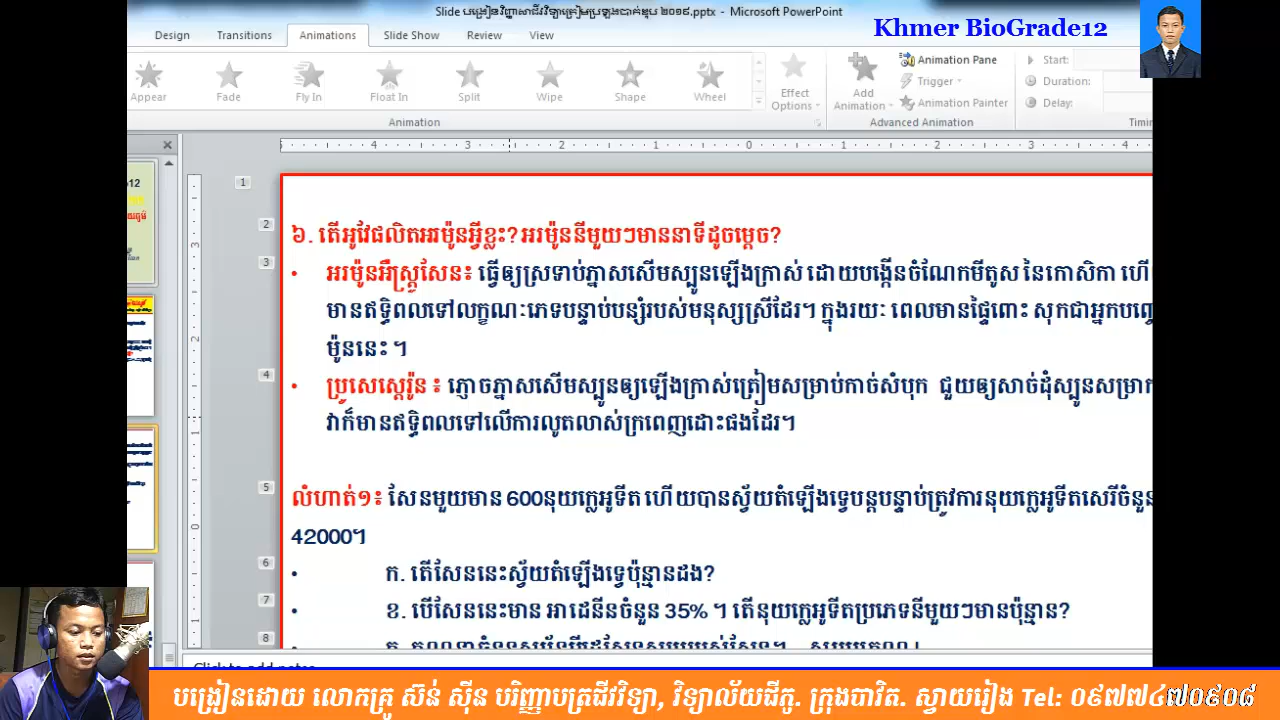 Slide បង្រៀនវិញ្ញាសាជីវវិទ្យាត្រៀមប្រឡងបាក់ឌុប ២០១៩.pptx - Microsoft PowerPoint
Khmer BioGrade12
Design Transitions Animations Slide Show Review View
Appear Fade Fly In Float In Split Wipe Shape Wheel
Effect Options
Add Animation
Animation Pane
Trigger
Animation Painter
Start:
Duration:
Delay:
Animation Advanced Animation
៦. តើអូវែផលិតអរម៉ូនអ្វីខ្លះ? អរម៉ូននីមួយៗមាននាទីដូចម្ដេច?
• អរម៉ូនអឺស្ត្រូសែន៖ ធ្វើឲ្យស្រទាប់ភ្នាសសើមស្បូនឡើងក្រាស់ ដោយបង្កើនចំណែកមីតូស នៃកោសិកា ហើ
មានឥទ្ធិពលទៅលក្ខណៈភេទបន្ទាប់បន្សំរបស់មនុស្សស្រីដែរ។ ក្នុងរយៈ ពេលមានផ្ទៃពោះ សុកជាអ្នកបញ្ចេ
ម៉ូននេះ ។
• ប្រូសេស្តេរ៉ូន ៖ ភ្ញោចភ្នាសសើមស្បូនឲ្យឡើងក្រាស់ត្រៀមសម្រាប់កាច់សំបុក ជួយឲ្យសាច់ដុំស្បូនសម្រាក
វាក៏មានឥទ្ធិពលទៅលើការលូតលាស់ក្រពេញដោះផងដែរ។
លំហាត់១៖ សែនមួយមាន 600នុយក្លេអូទីត ហើយបានស្វ័យតំឡើងទ្វេបន្តបន្ទាប់ត្រូវការនុយក្លេអូទីតសេរីចំនួន
42000។
• ក. តើសែននេះស្វ័យតំឡើងទ្វេប៉ុន្មានដង?
• ខ. បើសែននេះមាន អាដេនីនចំនួន 35% ។ តើនុយក្លេអូទីតប្រភេទនីមួយៗមានប៉ុន្មាន?
Click to add notes
បង្រៀនដោយ លោកគ្រូ ស៊ន់ ស៊ីន បរិញ្ញាបត្រជីវវិទ្យា, វិទ្យាល័យជីភូ. ក្រុងបាវិត. ស្វាយរៀង Tel: ០៩៧៧៤៧០៩០៨